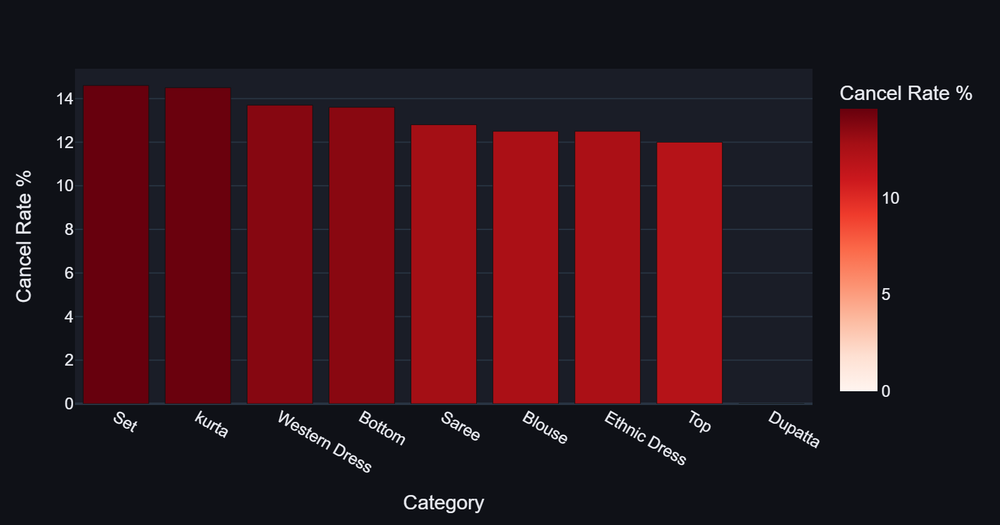 Cancel Rate %
14
12
10
8
6
4
2
0
Set
kurta
Western Dress
Bottom
Saree
Blouse
Ethnic Dress
Top
Dupatta
Category
Cancel Rate %
10
5
0